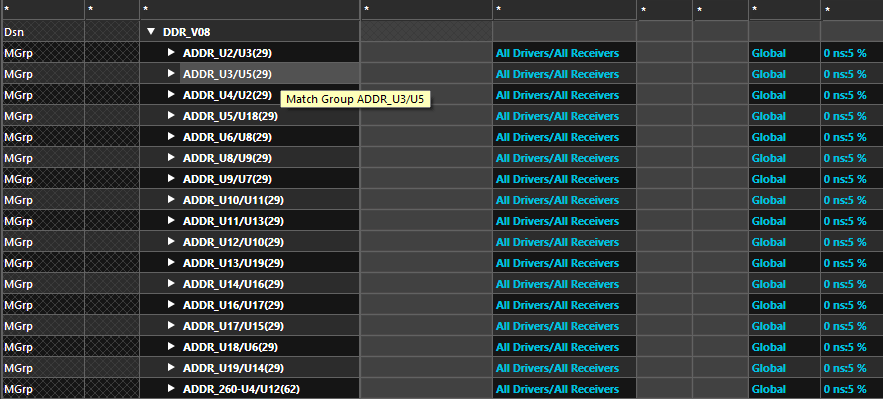 * * * * * * * * *
Dsn DDR_V08
MGrp ADDR_U2/U3(29) All Drivers/All Receivers Global 0 ns:5 %
MGrp ADDR_U3/U5(29) All Drivers/All Receivers Global 0 ns:5 %
MGrp ADDR_U4/U2(29) All Drivers/All Receivers Global 0 ns:5 %
Match Group ADDR_U3/U5
MGrp ADDR_U5/U18(29) All Drivers/All Receivers Global 0 ns:5 %
MGrp ADDR_U6/U8(29) All Drivers/All Receivers Global 0 ns:5 %
MGrp ADDR_U8/U9(29) All Drivers/All Receivers Global 0 ns:5 %
MGrp ADDR_U9/U7(29) All Drivers/All Receivers Global 0 ns:5 %
MGrp ADDR_U10/U11(29) All Drivers/All Receivers Global 0 ns:5 %
MGrp ADDR_U11/U13(29) All Drivers/All Receivers Global 0 ns:5 %
MGrp ADDR_U12/U10(29) All Drivers/All Receivers Global 0 ns:5 %
MGrp ADDR_U13/U19(29) All Drivers/All Receivers Global 0 ns:5 %
MGrp ADDR_U14/U16(29) All Drivers/All Receivers Global 0 ns:5 %
MGrp ADDR_U16/U17(29) All Drivers/All Receivers Global 0 ns:5 %
MGrp ADDR_U17/U15(29) All Drivers/All Receivers Global 0 ns:5 %
MGrp ADDR_U18/U6(29) All Drivers/All Receivers Global 0 ns:5 %
MGrp ADDR_U19/U14(29) All Drivers/All Receivers Global 0 ns:5 %
MGrp ADDR_260-U4/U12(62) All Drivers/All Receivers Global 0 ns:5 %